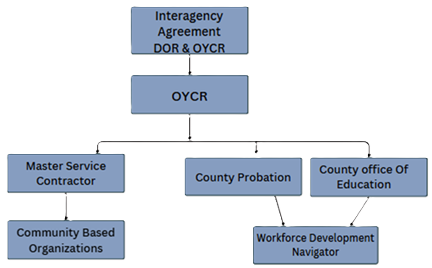 Interagency
Agreement
DOR & OYCR
OYCR
Master Service
Contractor
County Probation
County office Of
Education
Community Based
Organizations
Workforce Development
Navigator